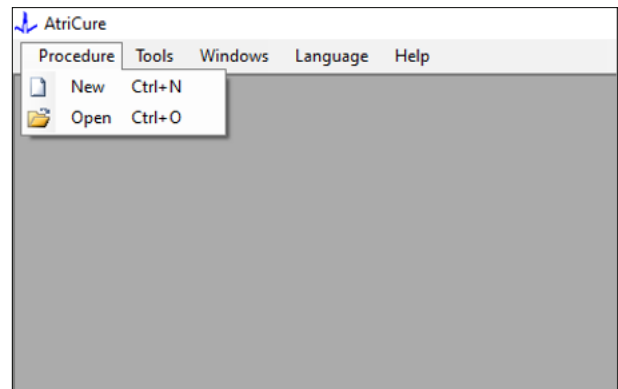 AtriCure
Procedure Tools Windows Language Help
New Ctrl+N
Open Ctrl+O